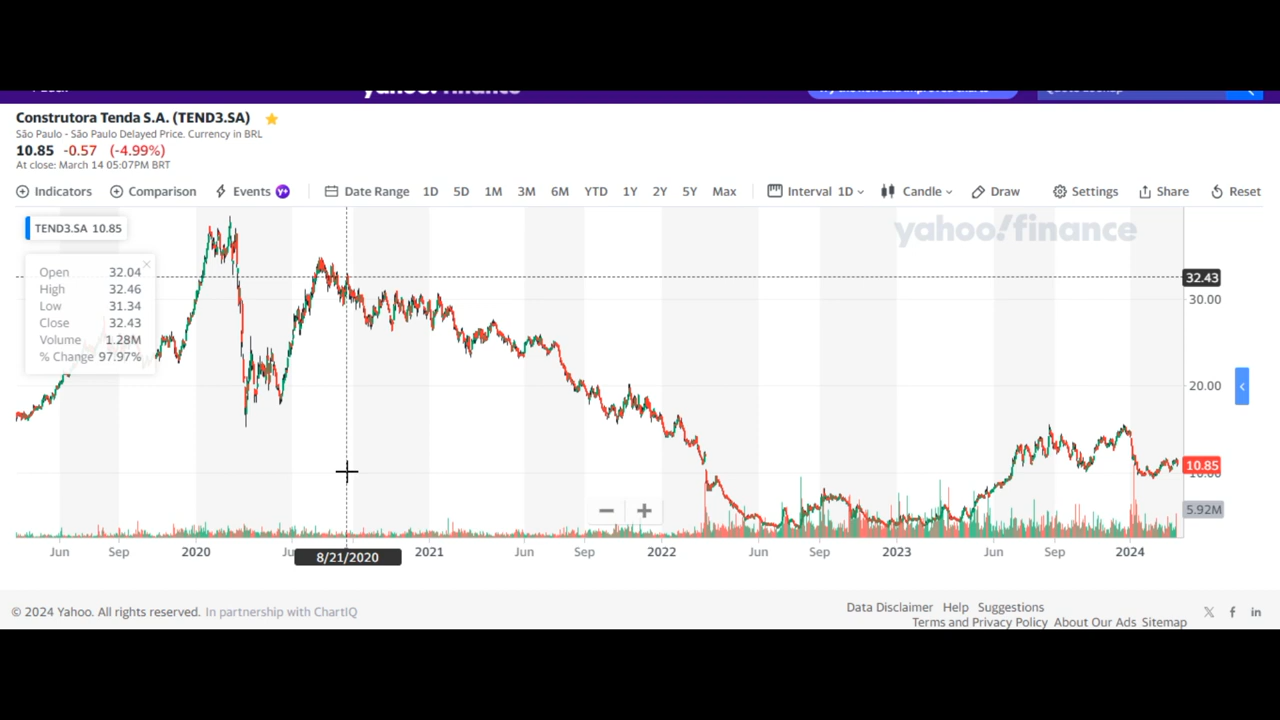 Construtora Tenda S.A. (TEND3.SA)
São Paulo - São Paulo Delayed Price. Currency in BRL
10.85 -0.57 (-4.99%)
At close: March 14 05:07PM BRT
Indicators Comparison Events Y+ Date Range 1D 5D 1M 3M 6M YTD 1Y 2Y 5Y Max Interval 1D Candle Draw Settings Share Reset
TEND3.SA 10.85
yahoo!finance
Open 32.04
High 32.46
Low 31.34
Close 32.43
Volume 1.28M
% Change 97.97%
32.43
30.00
20.00
10.85
5.92M
Jun Sep 2020 2021 Jun Sep 2022 Jun Sep 2023 Jun Sep 2024
8/21/2020
© 2024 Yahoo. All rights reserved. In partnership with ChartIQ
Data Disclaimer Help Suggestions
Terms and Privacy Policy About Our Ads Sitemap